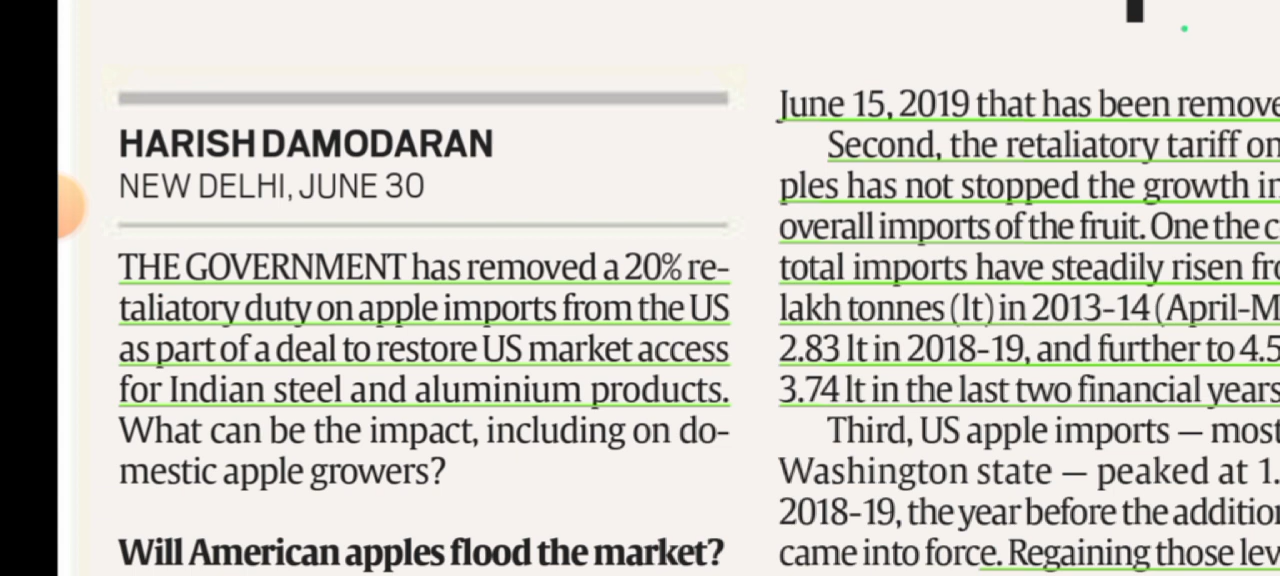 HARISH DAMODARAN
NEW DELHI, JUNE 30
THE GOVERNMENT has removed a 20% re-
taliatory duty on apple imports from the US
as part of a deal to restore US market access
for Indian steel and aluminium products.
What can be the impact, including on do-
mestic apple growers?
Will American apples flood the market?
June 15, 2019 that has been remove
Second, the retaliatory tariff on
ples has not stopped the growth in
overall imports of the fruit. One the c
total imports have steadily risen fr
lakh tonnes (lt) in 2013-14 (April-M
2.83 lt in 2018-19, and further to 4.5
3.74 lt in the last two financial years
Third, US apple imports — most
Washington state — peaked at 1.
2018-19, the year before the addition
came into force. Regaining those lev